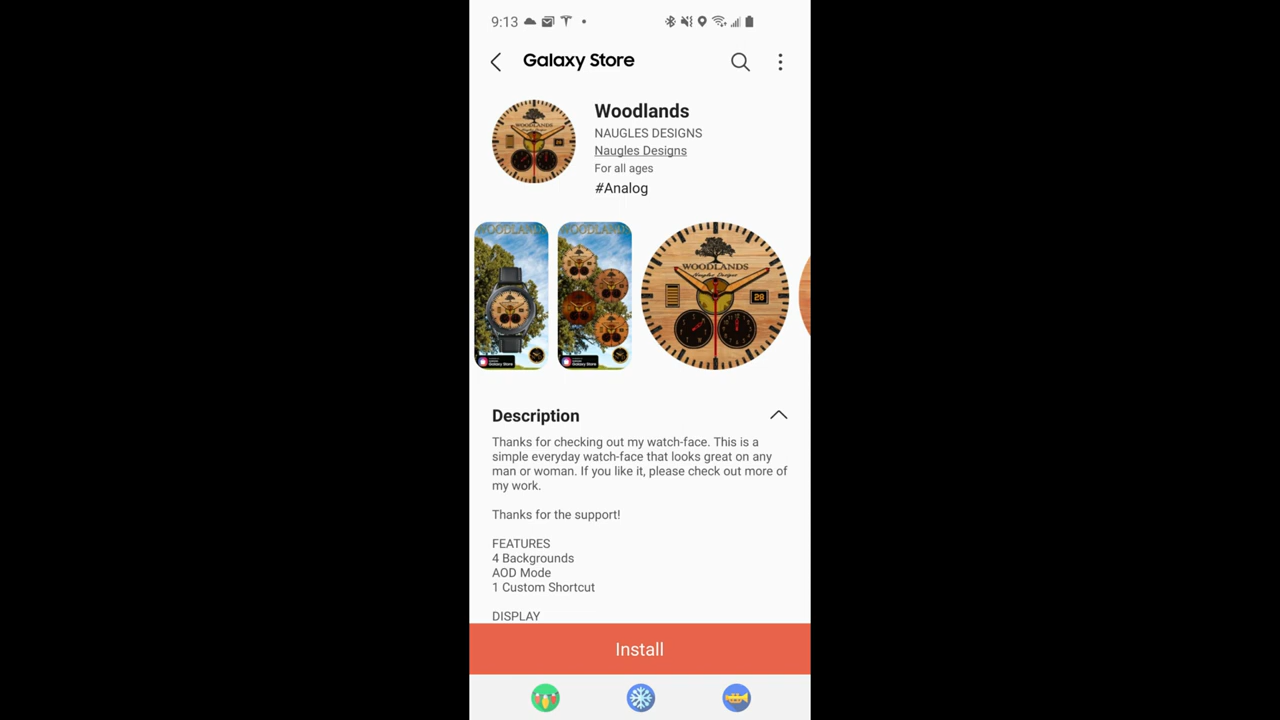 9:13
Galaxy Store
Woodlands
NAUGLES DESIGNS
Naugles Designs
For all ages
#Analog
WOODLANDS
Naugles Designs
28
Description
Thanks for checking out my watch-face. This is a
simple everyday watch-face that looks great on any
man or woman. If you like it, please check out more of
my work.
Thanks for the support!
FEATURES
4 Backgrounds
AOD Mode
1 Custom Shortcut
DISPLAY
Install